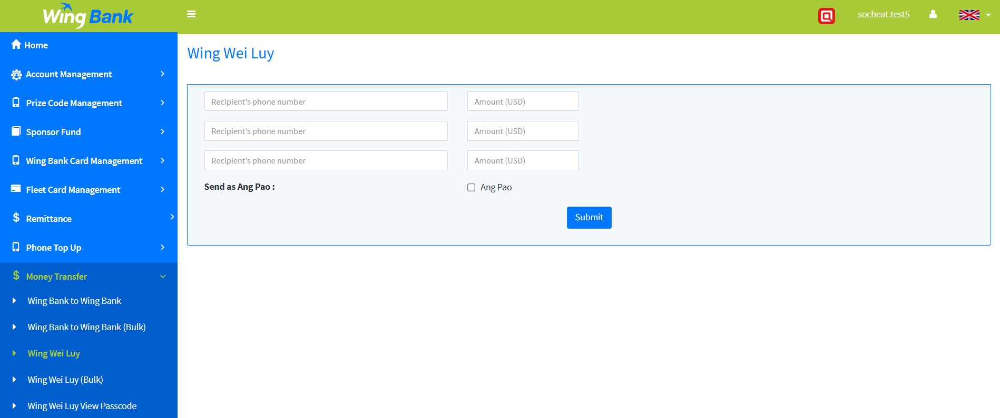 Wing Bank
socheat.test5
Home
Account Management
Prize Code Management
Sponsor Fund
Wing Bank Card Management
Fleet Card Management
Remittance
Phone Top Up
Money Transfer
Wing Bank to Wing Bank
Wing Bank to Wing Bank (Bulk)
Wing Wei Luy
Wing Wei Luy (Bulk)
Wing Wei Luy View Passcode
Wing Wei Luy
Recipient's phone number Amount (USD)
Recipient's phone number Amount (USD)
Recipient's phone number Amount (USD)
Send as Ang Pao : Ang Pao
Submit